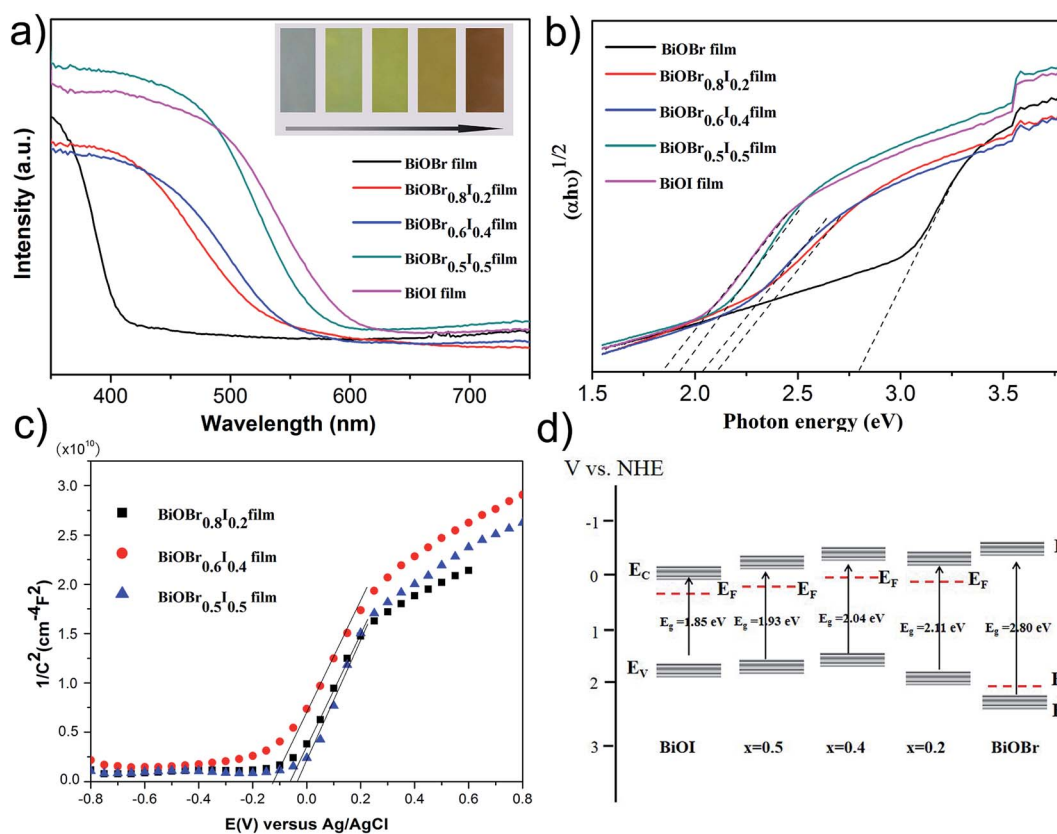 a)
Intensity (a.u.)
BiOBr film
BiOBr0.8I0.2film
BiOBr0.6I0.4film
BiOBr0.5I0.5film
BiOI film
400 500 600 700
Wavelength (nm)
b)
(αhυ)1/2
BiOBr film
BiOBr0.8I0.2film
BiOBr0.6I0.4film
BiOBr0.5I0.5film
BiOI film
1.5 2.0 2.5 3.0 3.5
Photon energy (eV)
c)
(x10^10)
1/C2(cm-4F2)
3.0
2.5
2.0
1.5
1.0
0.5
0.0
BiOBr0.8I0.2film
BiOBr0.6I0.4 film
BiOBr0.5I0.5 film
-0.8 -0.6 -0.4 -0.2 0.0 0.2 0.4 0.6 0.8
E(V) versus Ag/AgCl
d)
V vs. NHE
-1
0
1
2
3
EC
EF EF EF EF
Eg =1.85 eV Eg =1.93 eV Eg =2.04 eV Eg =2.11 eV Eg =2.80 eV
EV
BiOI x=0.5 x=0.4 x=0.2 BiOBr